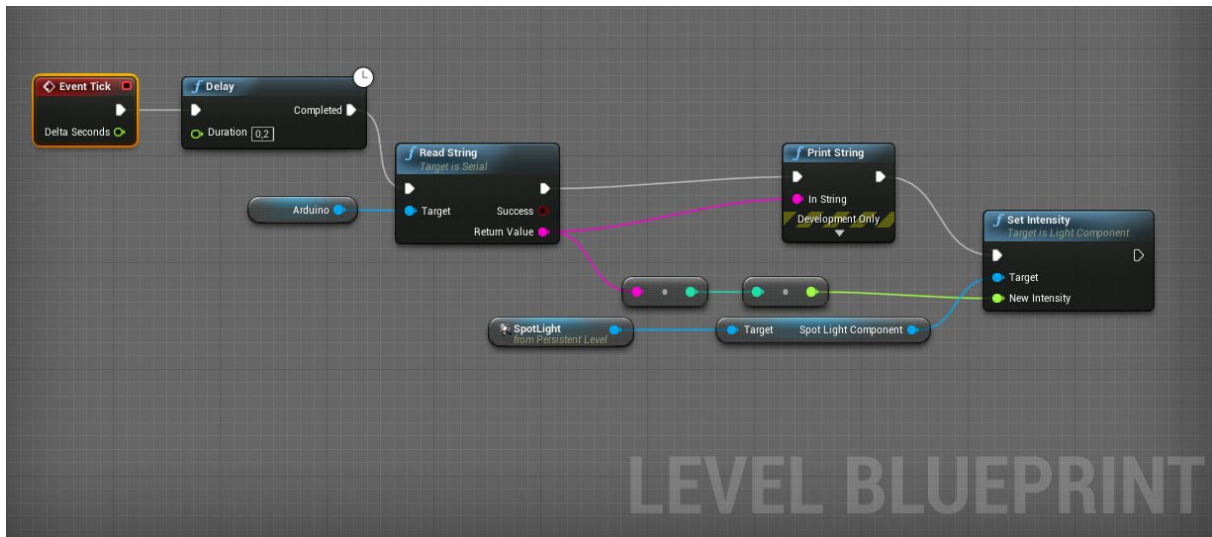 Event Tick
Delta Seconds
f Delay
Completed
Duration 0,2
f Read String
Target is Serial
Arduino
Target
Success
Return Value
f Print String
In String
Development Only
f Set Intensity
Target is Light Component
Target
New Intensity
SpotLight
from Persistent Level
Target Spot Light Component
LEVEL BLUEPRINT